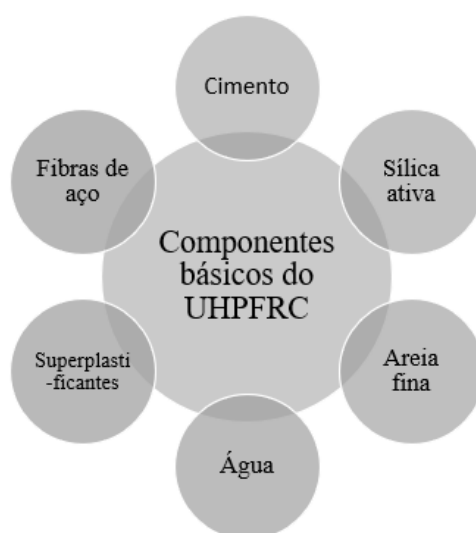 Cimento
Sílica
ativa
Areia
fina
Água
Superplasti
-ficantes
Fibras de
aço
Componentes
básicos do
UHPFRC